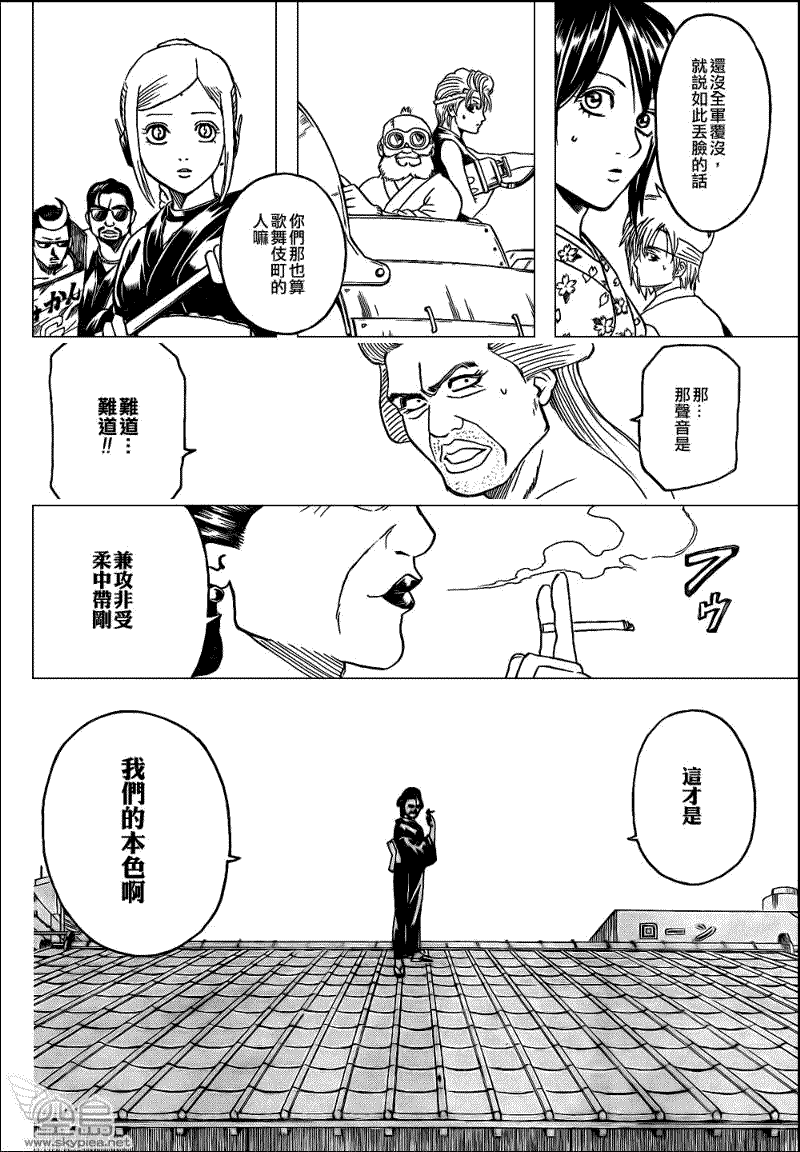 還沒全軍覆沒，
就說如此丟臉的話
你們那也算
歌舞伎町的
人嘛
かん
那…
那聲音是
難道…
難道!!
フゥ
兼攻非受
柔中帶剛
這才是
我們的本色啊
ローン
www.skypiea.net